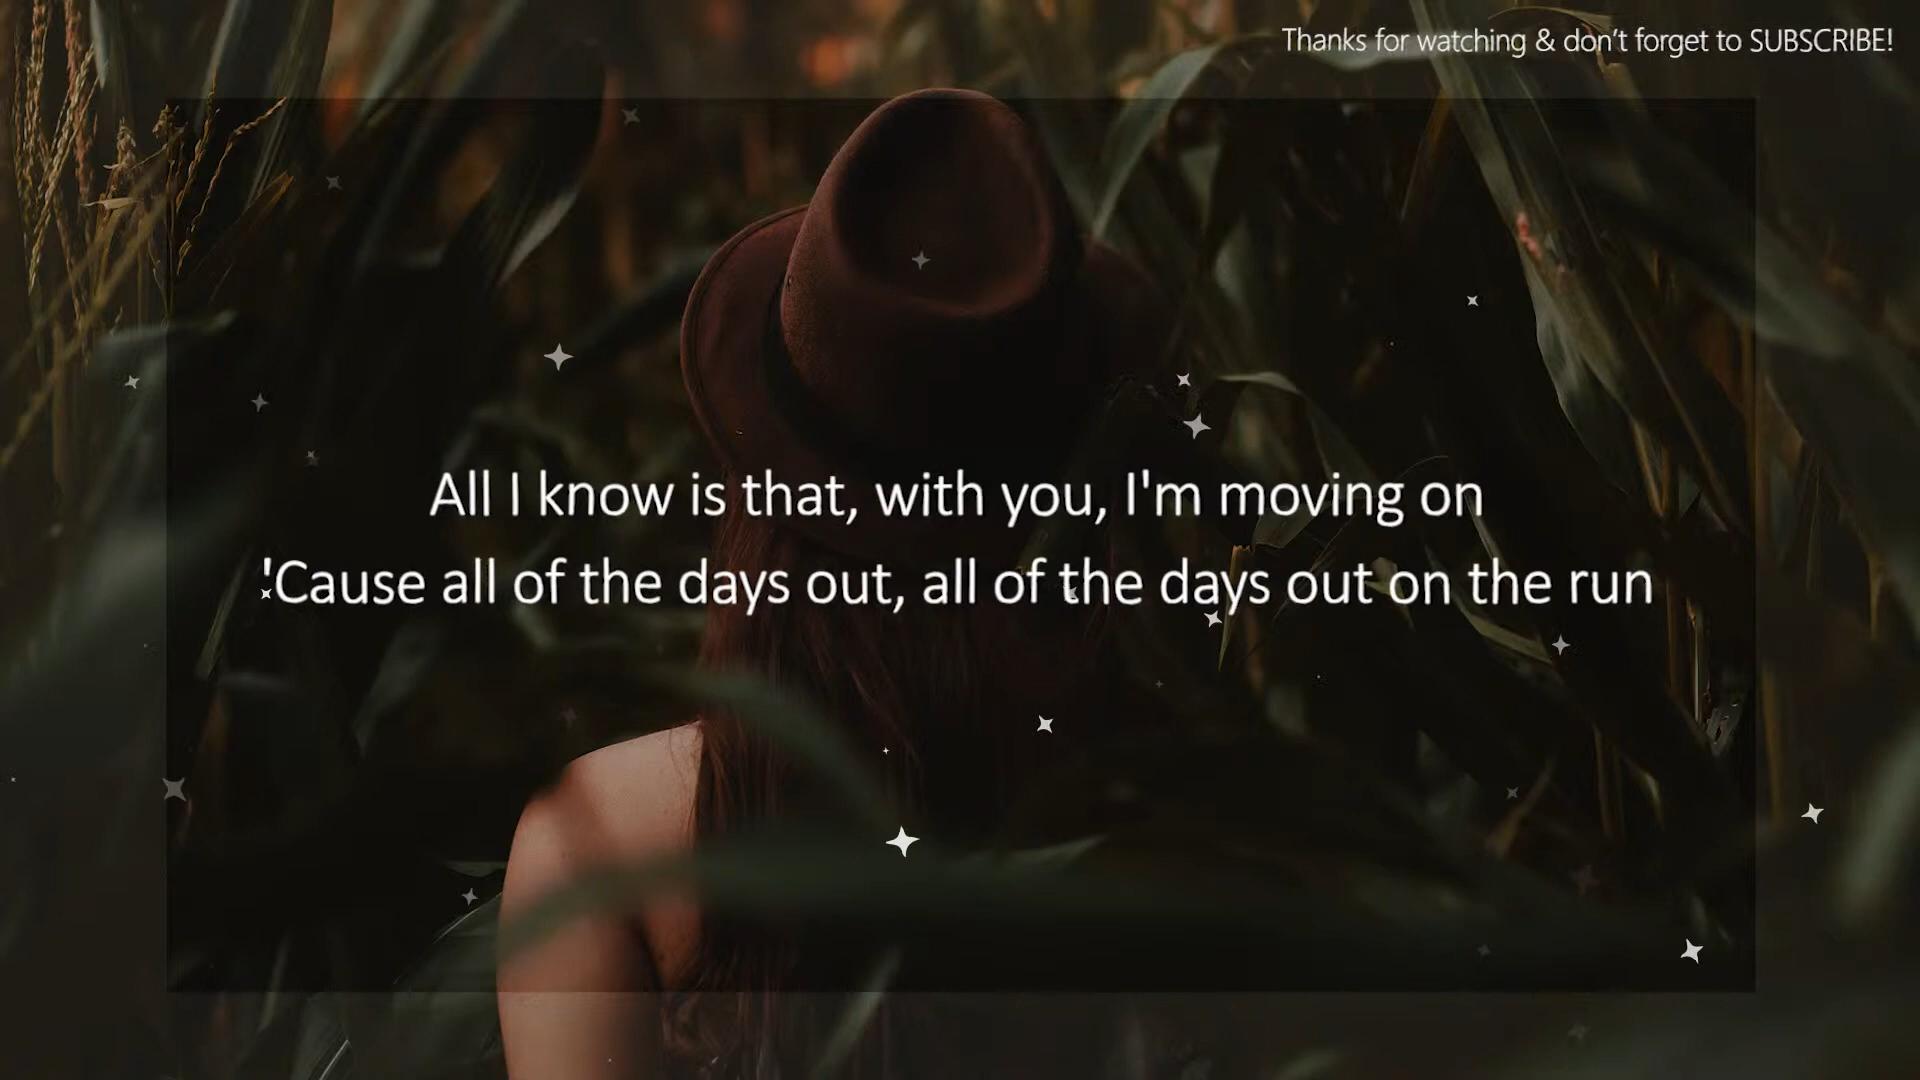 Thanks for watching & don't forget to SUBSCRIBE!
All I know is that, with you, I'm moving on
'Cause all of the days out, all of the days out on the run